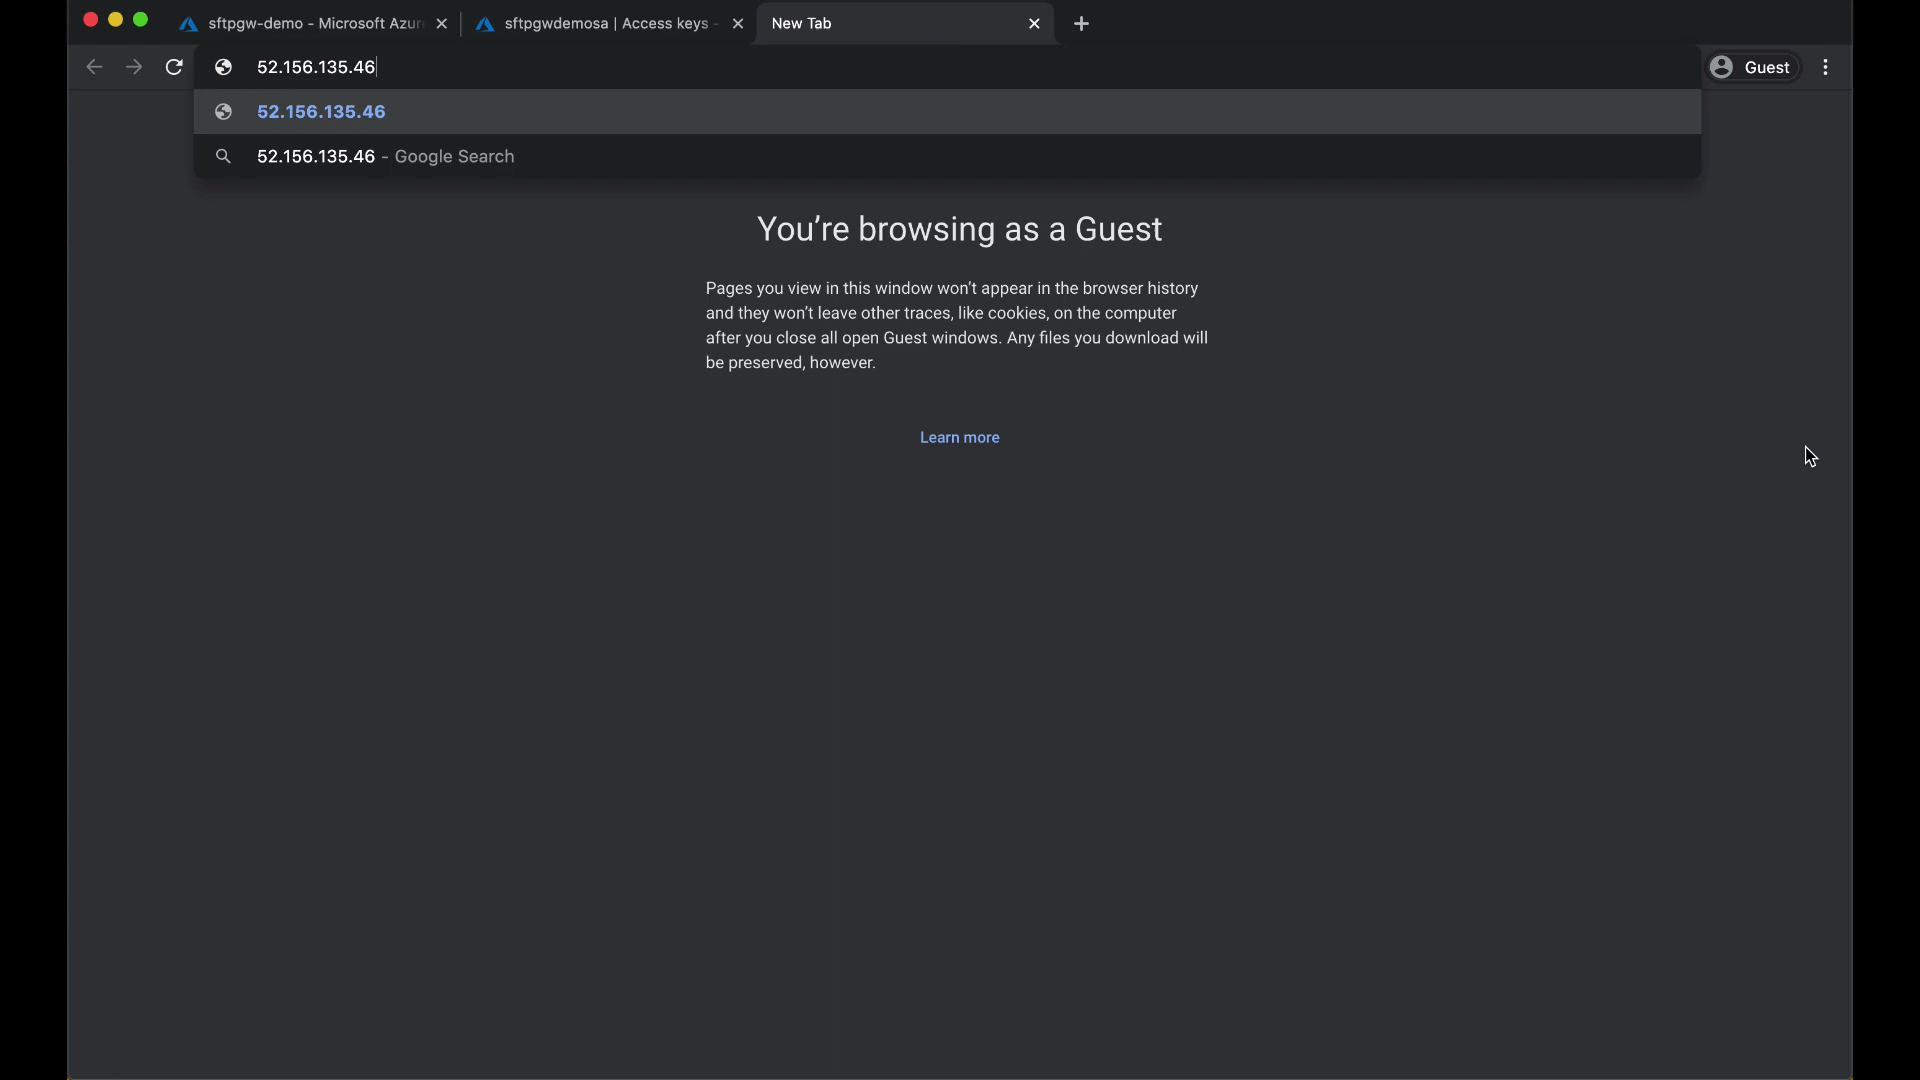 sftpgw-demo - Microsoft Azur
sftpgwdemosa | Access keys -
New Tab
52.156.135.46
Guest
52.156.135.46
52.156.135.46 - Google Search
You're browsing as a Guest
Pages you view in this window won't appear in the browser history
and they won't leave other traces, like cookies, on the computer
after you close all open Guest windows. Any files you download will
be preserved, however.
Learn more